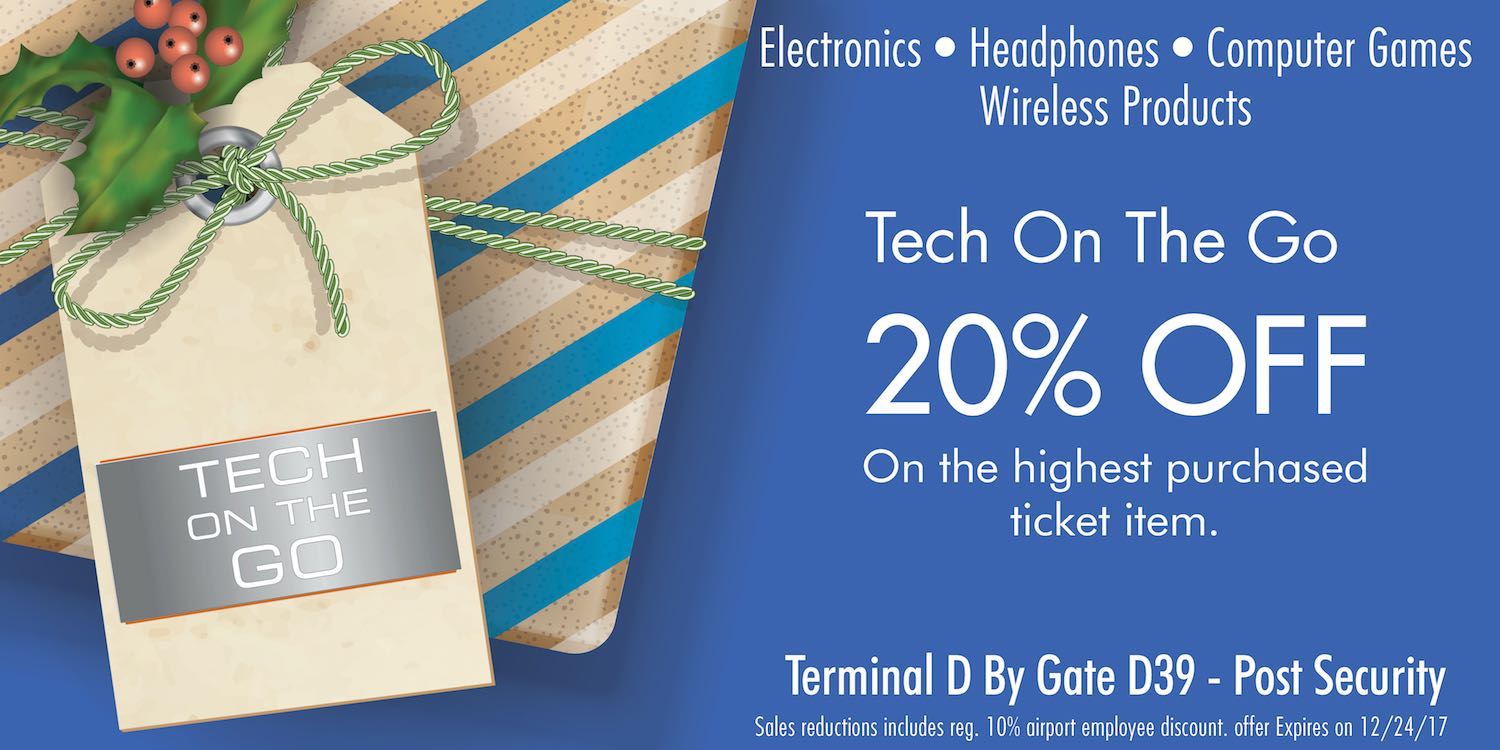 Electronics • Headphones • Computer Games
Wireless Products
Tech On The Go
20% OFF
On the highest purchased
ticket item.
TECH
ON THE
GO
Terminal D By Gate D39 - Post Security
Sales reductions includes reg. 10% airport employee discount. offer Expires on 12/24/17